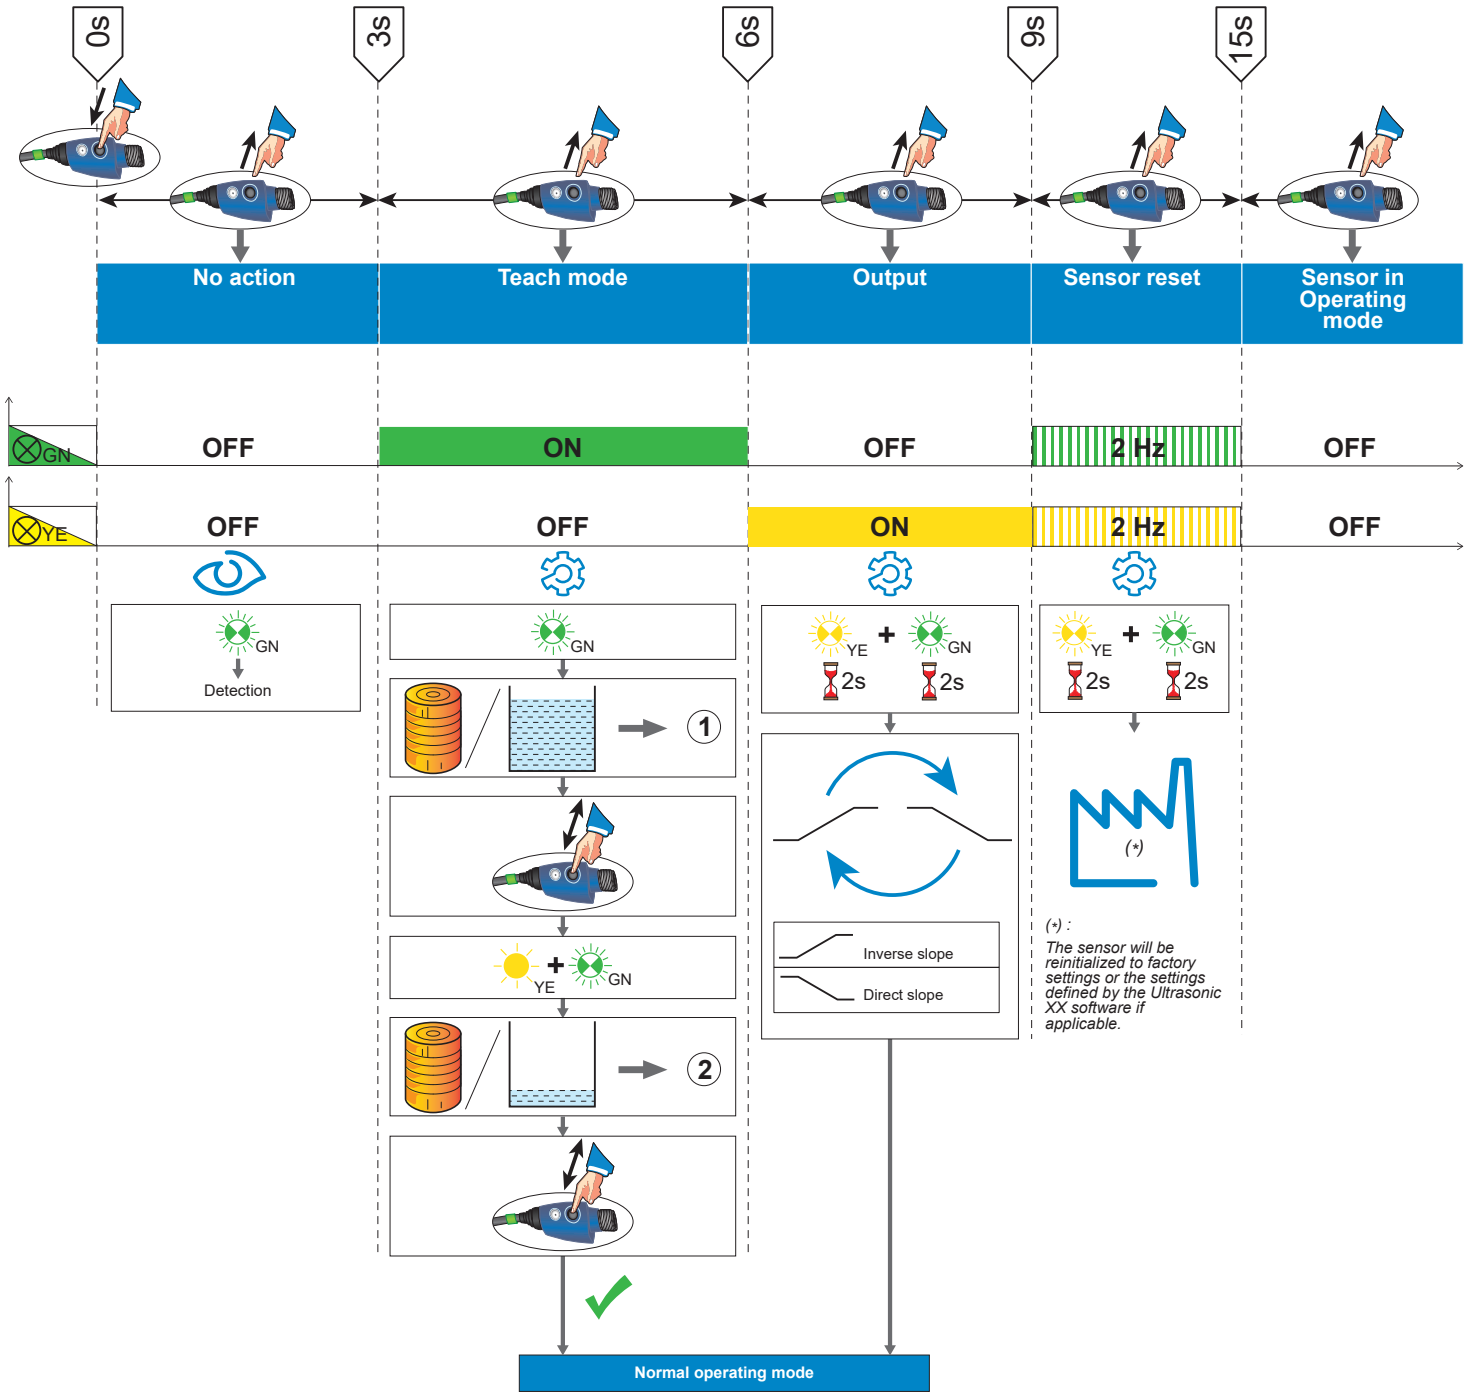 0s
3s
6s
9s
15s
No action
Teach mode
Output
Sensor reset
Sensor in
Operating
mode
GN
OFF
ON
OFF
2 Hz
OFF
YE
OFF
OFF
ON
2 Hz
OFF
GN
Detection
GN
1
YE + GN
2
YE + GN
2s
2s
Inverse slope
Direct slope
YE + GN
2s
2s
(*)
(*) :
The sensor will be
reinitialized to factory
settings or the settings
defined by the Ultrasonic
XX software if
applicable.
Normal operating mode